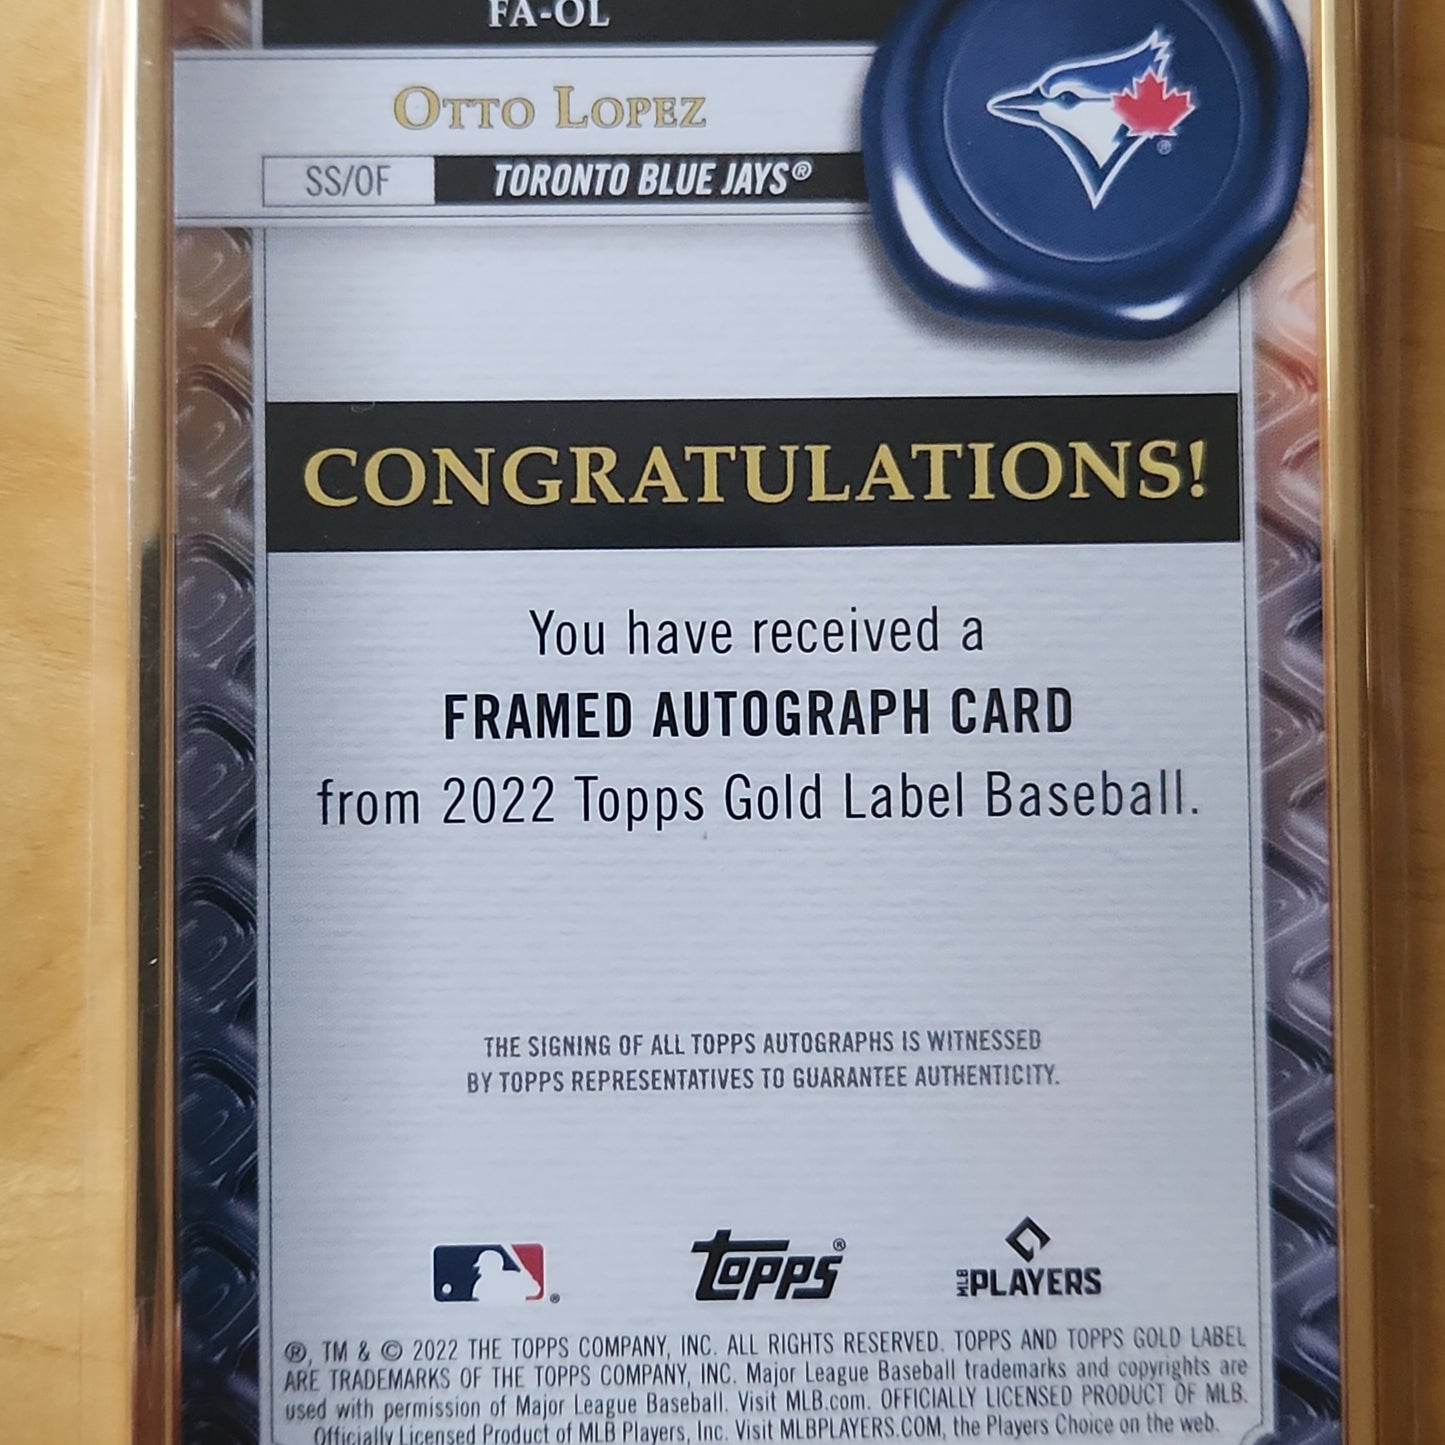 FA-OL
OTTO LOPEZ
SS/OF TORONTO BLUE JAYS®
®
CONGRATULATIONS!
You have received a
FRAMED AUTOGRAPH CARD
from 2022 Topps Gold Label Baseball.
THE SIGNING OF ALL TOPPS AUTOGRAPHS IS WITNESSED
BY TOPPS REPRESENTATIVES TO GUARANTEE AUTHENTICITY.
® topps® MLB PLAYERS
®, TM & © 2022 THE TOPPS COMPANY, INC. ALL RIGHTS RESERVED. TOPPS AND TOPPS GOLD LABEL
ARE TRADEMARKS OF THE TOPPS COMPANY, INC. Major League Baseball trademarks and copyrights are
used with permission of Major League Baseball. Visit MLB.com. OFFICIALLY LICENSED PRODUCT OF MLB.
Officially Licensed Product of MLB Players, Inc. Visit MLBPLAYERS.COM, the Players Choice on the web.